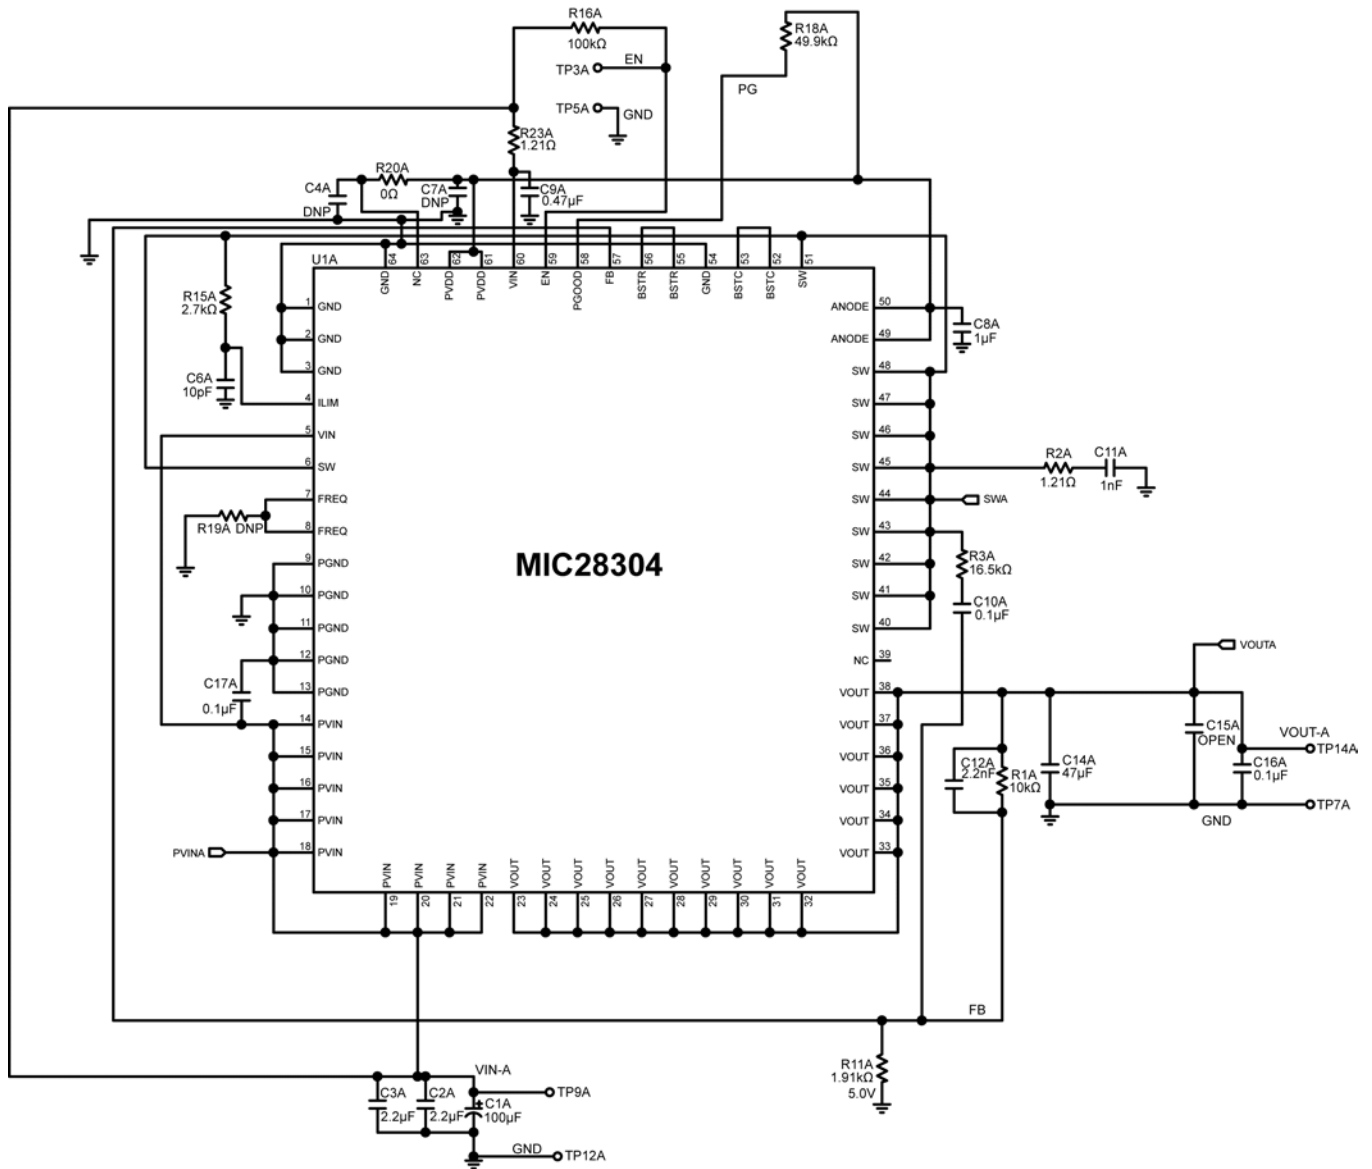 R16A
100kΩ
R18A
49.9kΩ
TP3A
EN
PG
TP5A
GND
R23A
1.21Ω
C4A
DNP
R20A
0Ω
C7A
DNP
C9A
0.47µF
U1A
GND 64
NC 63
PVDD 62
PVDD 61
VIN 60
EN 59
PGOOD 58
FB 57
BSTR 56
BSTR 55
GND 54
BSTC 53
BSTC 52
SW 51
R15A
2.7kΩ
C6A
10pF
1 GND
2 GND
3 GND
4 ILIM
5 VIN
6 SW
7 FREQ
8 FREQ
R19A DNP
9 PGND
10 PGND
11 PGND
12 PGND
13 PGND
C17A
0.1µF
14 PVIN
15 PVIN
16 PVIN
17 PVIN
18 PVIN
PVINA
MIC28304
ANODE 50
ANODE 49
C8A
1µF
SW 48
SW 47
SW 46
SW 45
SW 44
SW 43
SW 42
SW 41
SW 40
NC 39
VOUT 38
VOUT 37
VOUT 36
VOUT 35
VOUT 34
VOUT 33
R2A
1.21Ω
C11A
1nF
SWA
R3A
16.5kΩ
C10A
0.1µF
VOUTA
C15A
OPEN
VOUT-A
TP14A
C12A
2.2nF
R1A
10kΩ
C14A
47µF
C16A
0.1µF
TP7A
GND
PVIN 19
PVIN 20
PVIN 21
PVIN 22
VOUT 23
VOUT 24
VOUT 25
VOUT 26
VOUT 27
VOUT 28
VOUT 29
VOUT 30
VOUT 31
VOUT 32
FB
R11A
1.91kΩ
5.0V
VIN-A
C3A
2.2µF
C2A
2.2µF
+
C1A
100µF
TP9A
GND
TP12A